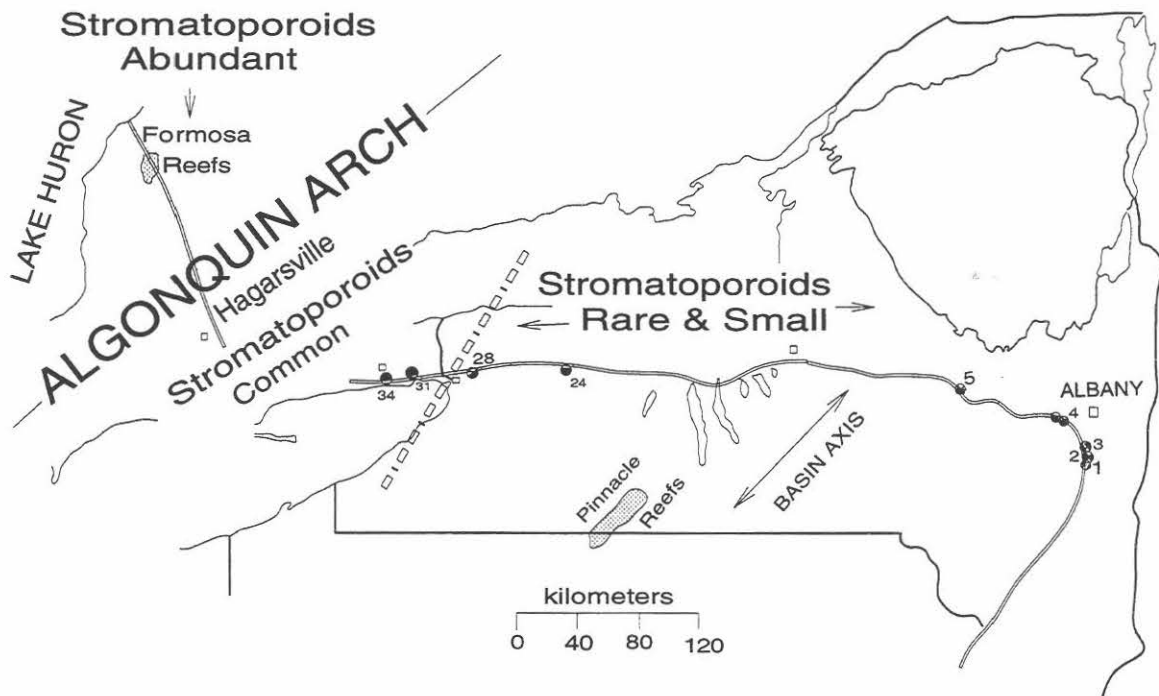 Stromatoporoids
Abundant
Formosa
Reefs
LAKE HURON
ALGONQUIN ARCH
Hagarsville
Stromatoporoids
Common
Stromatoporoids
Rare & Small
34
31
28
24
5
ALBANY
4
3
2
1
BASIN AXIS
Pinnacle
Reefs
kilometers
0 40 80 120